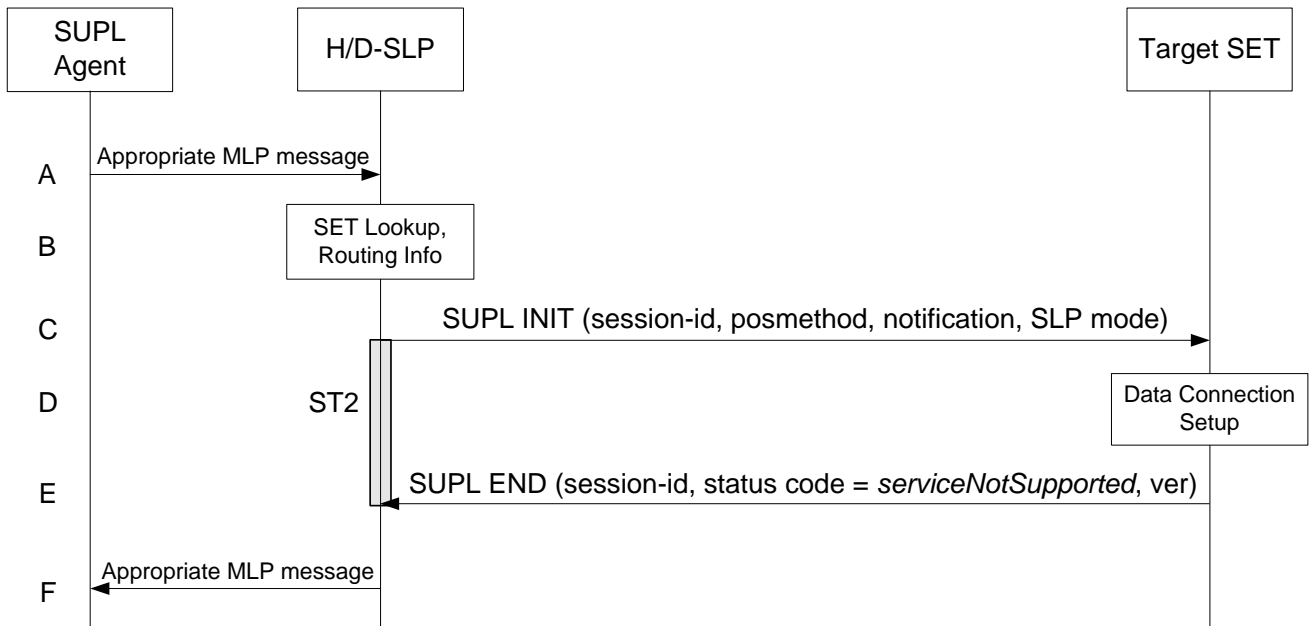 SUPL
Agent
H/D-SLP
Target SET
A
Appropriate MLP message
B
SET Lookup,
Routing Info
C
SUPL INIT (session-id, posmethod, notification, SLP mode)
D
ST2
Data Connection
Setup
E
SUPL END (session-id, status code = serviceNotSupported, ver)
F
Appropriate MLP message